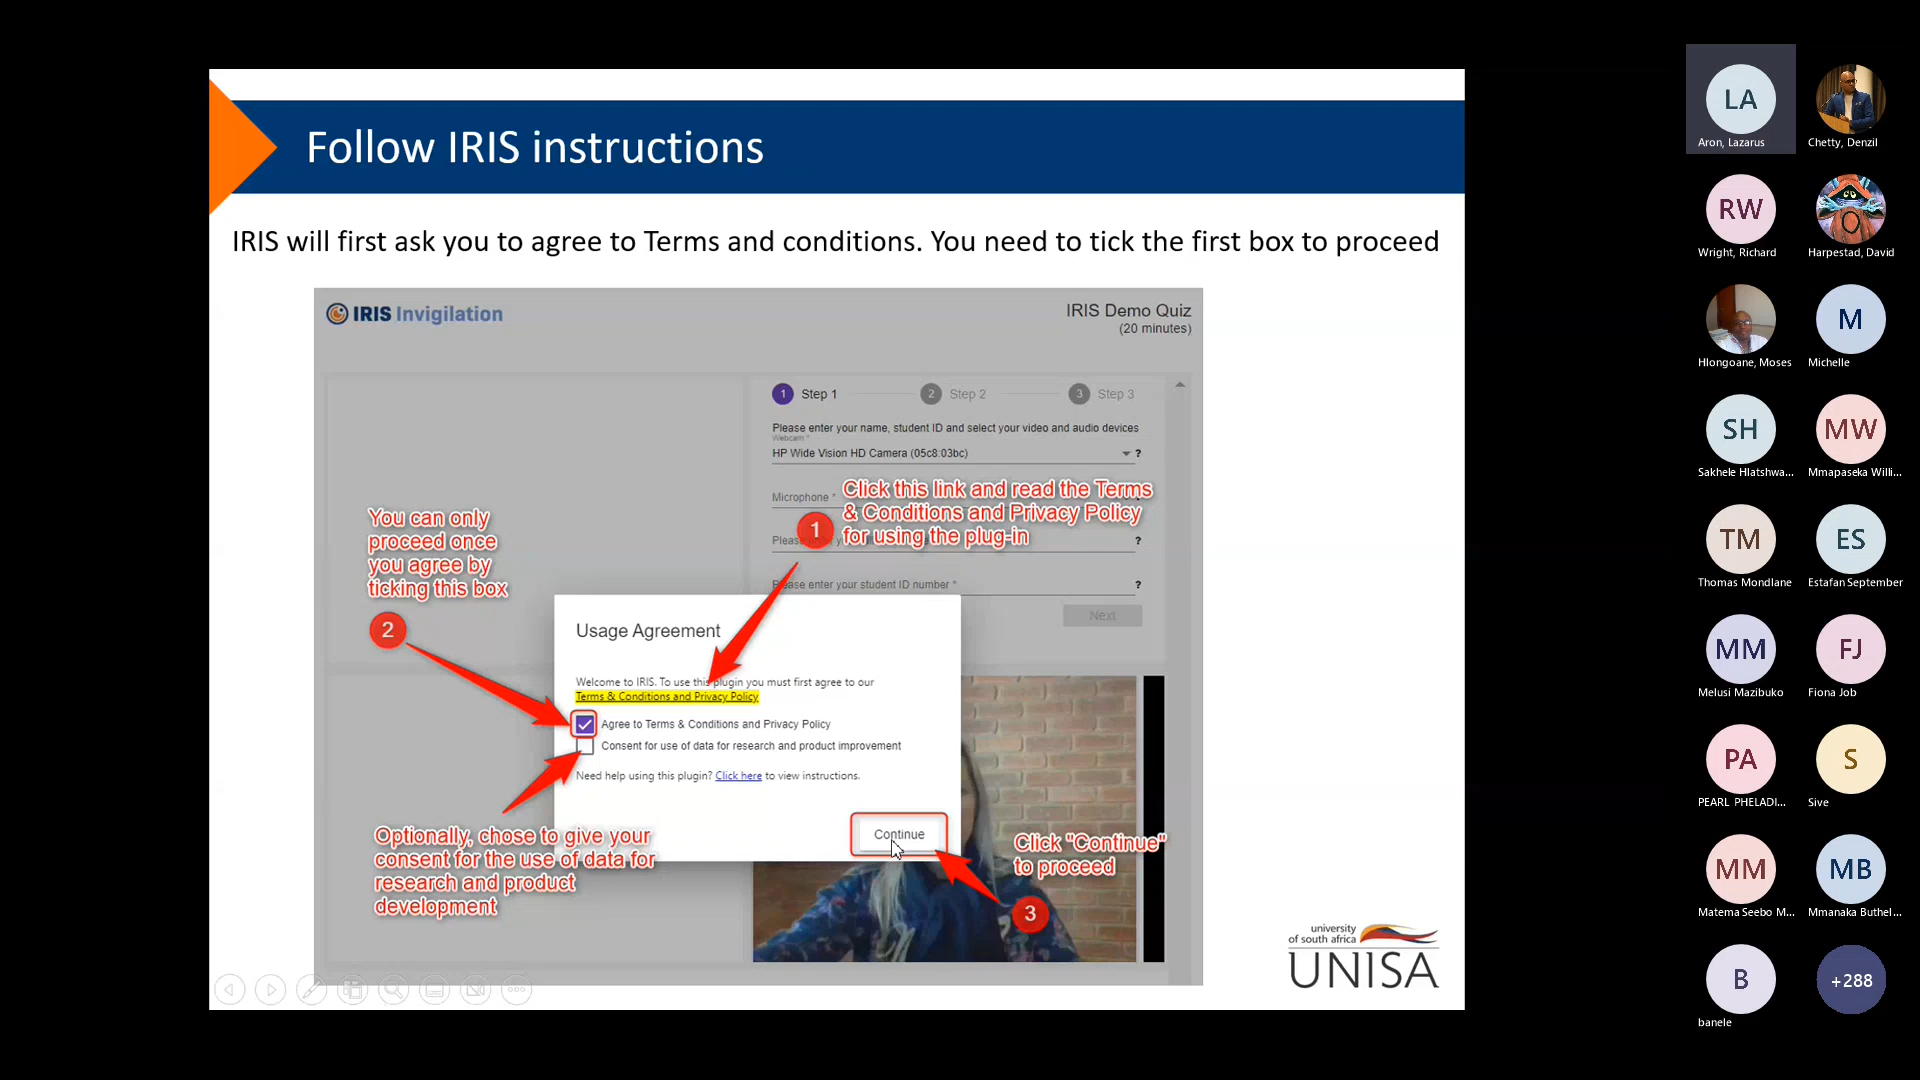 Follow IRIS instructions
IRIS will first ask you to agree to Terms and conditions. You need to tick the first box to proceed
IRIS Invigilation
IRIS Demo Quiz
(20 minutes)
1 Step 1
2 Step 2
3 Step 3
Please enter your name, student ID and select your video and audio devices
Webcam *
HP Wide Vision HD Camera (05c8:03bc)
?
Microphone *
Click this link and read the Terms
& Conditions and Privacy Policy
for using the plug-in
1
?
Please enter your student ID number *
?
Next
You can only
proceed once
you agree by
ticking this box
2
Usage Agreement
Welcome to IRIS. To use this plugin you must first agree to our
Terms & Conditions and Privacy Policy
Agree to Terms & Conditions and Privacy Policy
Consent for use of data for research and product improvement
Need help using this plugin? Click here to view instructions.
Continue
Optionally, chose to give your
consent for the use of data for
research and product
development
Click "Continue"
to proceed
3
university
of south africa
UNISA
LA
Aron, Lazarus
Chetty, Denzil
RW
Wright, Richard
Harpestad, David
Hlongoane, Moses
M
Michelle
SH
Sakhele Hlatshwa...
MW
Mmapaseka Willi...
TM
Thomas Mondlane
ES
Estafan September
MM
Melusi Mazibuko
FJ
Fiona Job
PA
PEARL PHELADI...
S
Sive
MM
Matema Seebo M...
MB
Mmanaka Buthel...
B
banele
+288